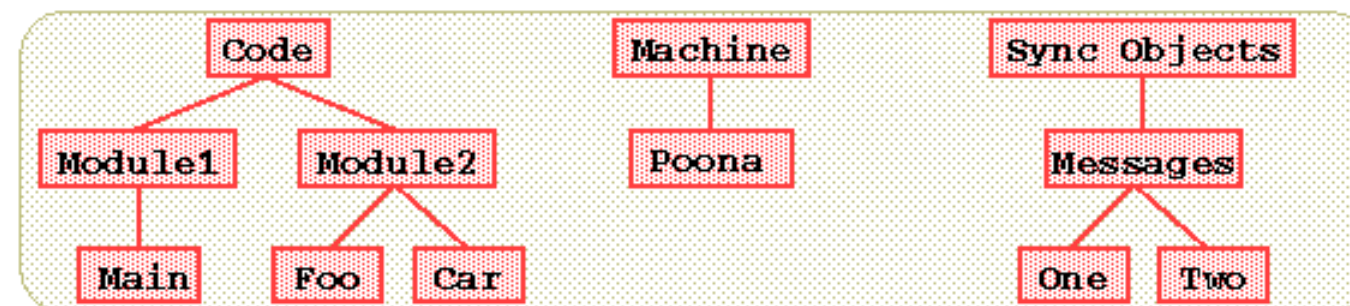 Code Machine Sync Objects
Module1 Module2 Poona Messages
Main Foo Car One Two